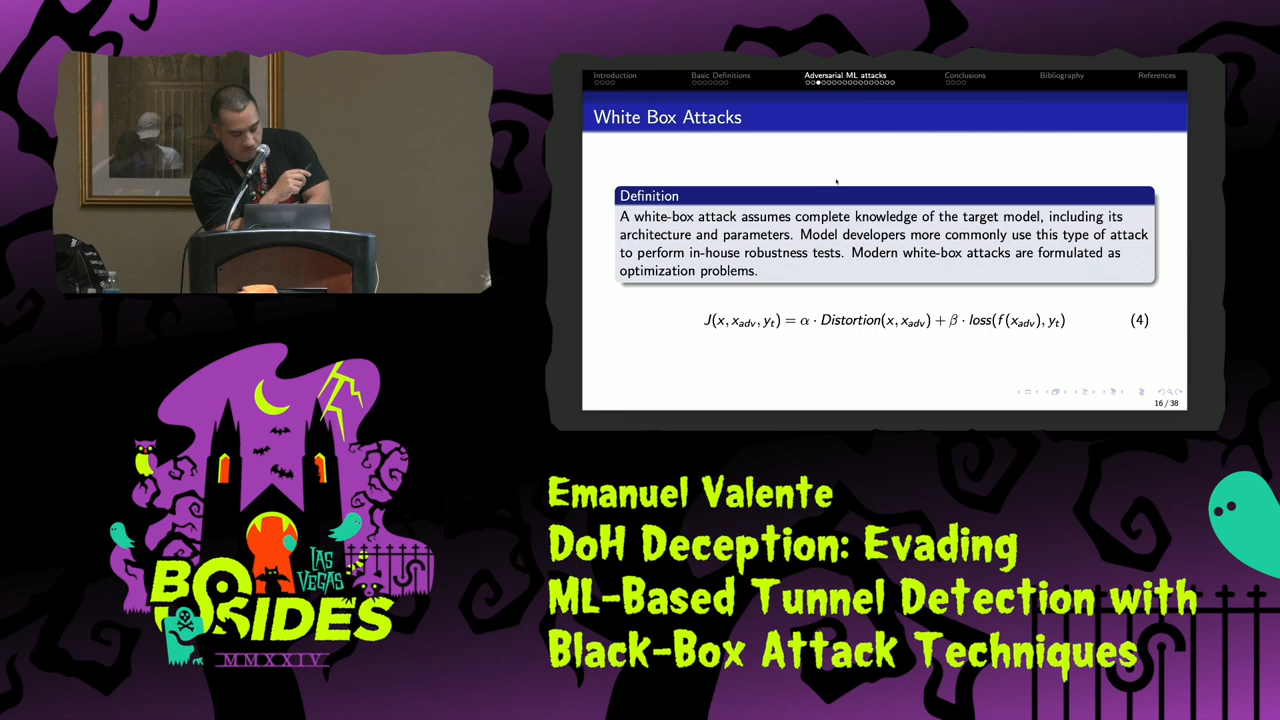 Introduction
Basic Definitions
Adversarial ML attacks
Conclusions
Bibliography
References
White Box Attacks
Definition
A white-box attack assumes complete knowledge of the target model, including its
architecture and parameters. Model developers more commonly use this type of attack
to perform in-house robustness tests. Modern white-box attacks are formulated as
optimization problems.
J(x, x_adv, y_t) = α · Distortion(x, x_adv) + β · loss(f(x_adv), y_t) (4)
16 / 38
LAS
VEGAS
BSIDES
MMXXIV
Emanuel Valente
DoH Deception: Evading
ML-Based Tunnel Detection with
Black-Box Attack Techniques